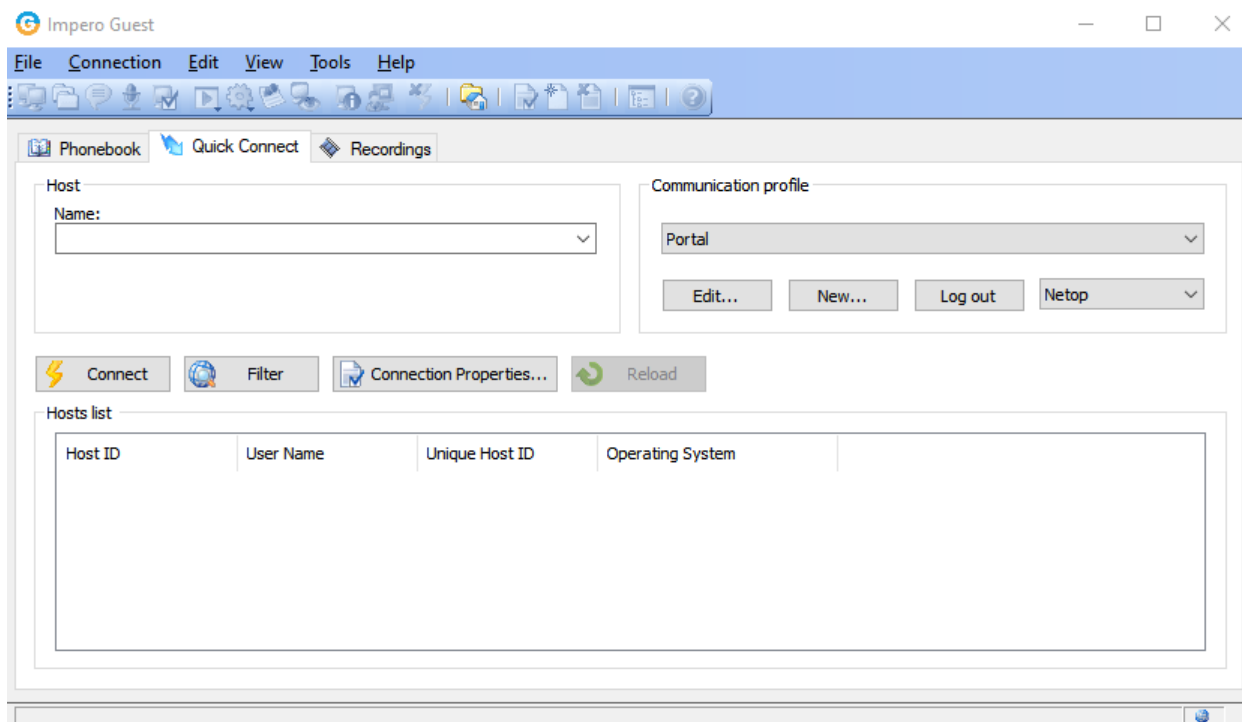 Impero Guest
File Connection Edit View Tools Help
Phonebook Quick Connect Recordings
Host
Name:
Communication profile
Portal
Edit... New... Log out Netop
Connect Filter Connection Properties... Reload
Hosts list
Host ID User Name Unique Host ID Operating System